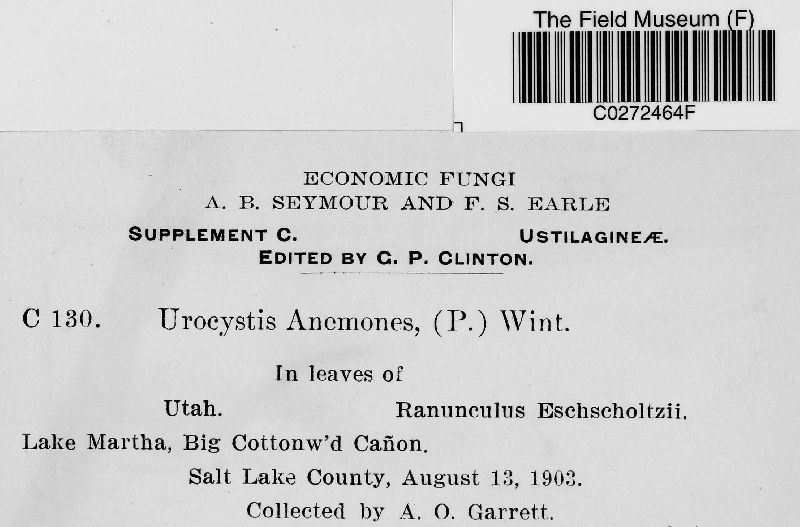 The Field Museum (F)
C0272464F
ECONOMIC FUNGI
A. B. SEYMOUR AND F. S. EARLE
SUPPLEMENT C. USTILAGINEÆ.
EDITED BY G. P. CLINTON.
C 130. Urocystis Anemones, (P.) Wint.
In leaves of
Utah. Ranunculus Eschscholtzii.
Lake Martha, Big Cottonw'd Cañon.
Salt Lake County, August 13, 1903.
Collected by A. O. Garrett.